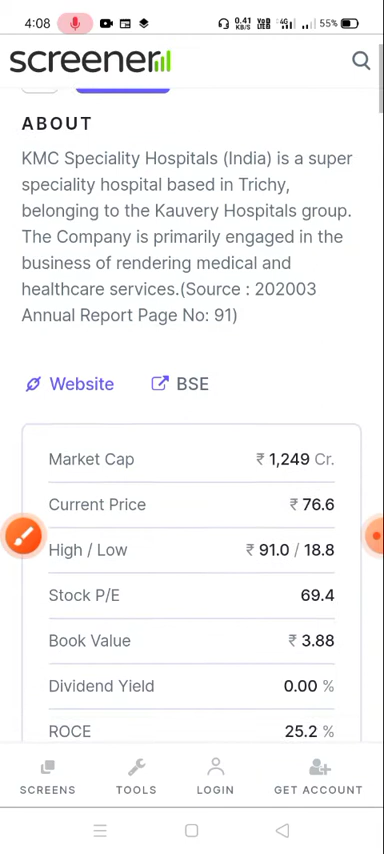 4:08 0.41 KB/S Vo LTE 4G 55%
screener
ABOUT
KMC Speciality Hospitals (India) is a super
speciality hospital based in Trichy,
belonging to the Kauvery Hospitals group.
The Company is primarily engaged in the
business of rendering medical and
healthcare services.(Source : 202003
Annual Report Page No: 91)
Website BSE
Market Cap ₹ 1,249 Cr.
Current Price ₹ 76.6
High / Low ₹ 91.0 / 18.8
Stock P/E 69.4
Book Value ₹ 3.88
Dividend Yield 0.00 %
ROCE 25.2 %
SCREENS TOOLS LOGIN GET ACCOUNT